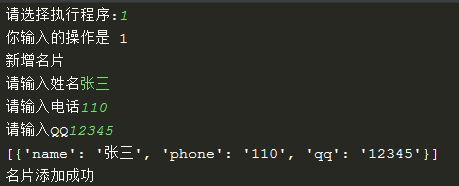 请选择执行程序:1
你输入的操作是 1
新增名片
请输入姓名张三
请输入电话110
请输入QQ12345
[{'name': '张三', 'phone': '110', 'qq': '12345'}]
名片添加成功